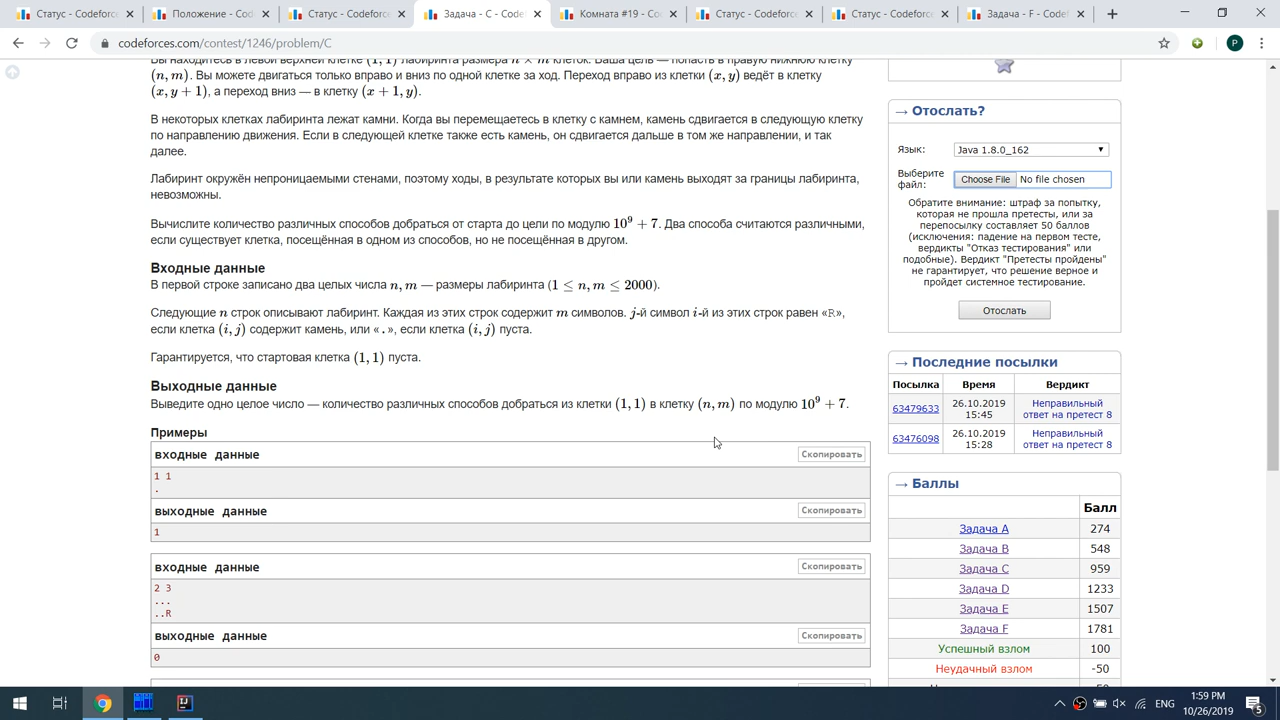 Статус - Codeforces
Положение - Codefor
Статус - Codeforces
Задача - C - Codef
Комната #19 - Co
Статус - Codeforc
Статус - Codeforc
Задача - F - Codef
codeforces.com/contest/1246/problem/C
P
Вы находитесь в левой верхней клетке (1, 1) лабиринта размера n × m клеток. Ваша цель — попасть в правую нижнюю клетку
(n, m). Вы можете двигаться только вправо и вниз по одной клетке за ход. Переход вправо из клетки (x, y) ведёт в клетку
(x, y + 1), а переход вниз — в клетку (x + 1, y).
В некоторых клетках лабиринта лежат камни. Когда вы перемещаетесь в клетку с камнем, камень сдвигается в следующую клетку
по направлению движения. Если в следующей клетке также есть камень, он сдвигается дальше в том же направлении, и так
далее.
Лабиринт окружён непроницаемыми стенами, поэтому ходы, в результате которых вы или камень выходят за границы лабиринта,
невозможны.
Вычислите количество различных способов добраться от старта до цели по модулю 10⁹ + 7. Два способа считаются различными,
если существует клетка, посещённая в одном из способов, но не посещённая в другом.
Входные данные
В первой строке записано два целых числа n, m — размеры лабиринта (1 ≤ n, m ≤ 2000).
Следующие n строк описывают лабиринт. Каждая из этих строк содержит m символов. j-й символ i-й из этих строк равен «R»,
если клетка (i, j) содержит камень, или «.», если клетка (i, j) пуста.
Гарантируется, что стартовая клетка (1, 1) пуста.
Выходные данные
Выведите одно целое число — количество различных способов добраться из клетки (1, 1) в клетку (n, m) по модулю 10⁹ + 7.
Примеры
входные данные
Скопировать
1 1
.
выходные данные
Скопировать
1
входные данные
Скопировать
2 3
...
..R
выходные данные
Скопировать
0
→ Отослать?
Язык: Java 1.8.0_162
Выберите
файл: Choose File No file chosen
Обратите внимание: штраф за попытку,
которая не прошла претесты, или за
перепосылку составляет 50 баллов
(исключения: падение на первом тесте,
вердикты "Отказ тестирования" или
подобные). Вердикт "Претесты пройдены"
не гарантирует, что решение верное и
пройдет системное тестирование.
Отослать
→ Последние посылки
Посылка Время Вердикт
63479633 26.10.2019 15:45 Неправильный ответ на претест 8
63476098 26.10.2019 15:28 Неправильный ответ на претест 8
→ Баллы
Балл
Задача A 274
Задача B 548
Задача C 959
Задача D 1233
Задача E 1507
Задача F 1781
Успешный взлом 100
Неудачный взлом -50
ENG
1:59 PM
10/26/2019
5